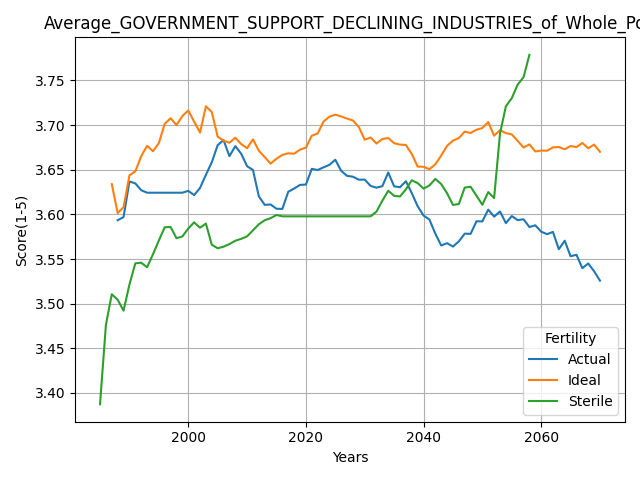 Average_GOVERNMENT_SUPPORT_DECLINING_INDUSTRIES_of_Whole_Po
Score(1-5)
3.75
3.70
3.65
3.60
3.55
3.50
3.45
3.40
2000 2020 2040 2060
Years
Fertility
Actual
Ideal
Sterile